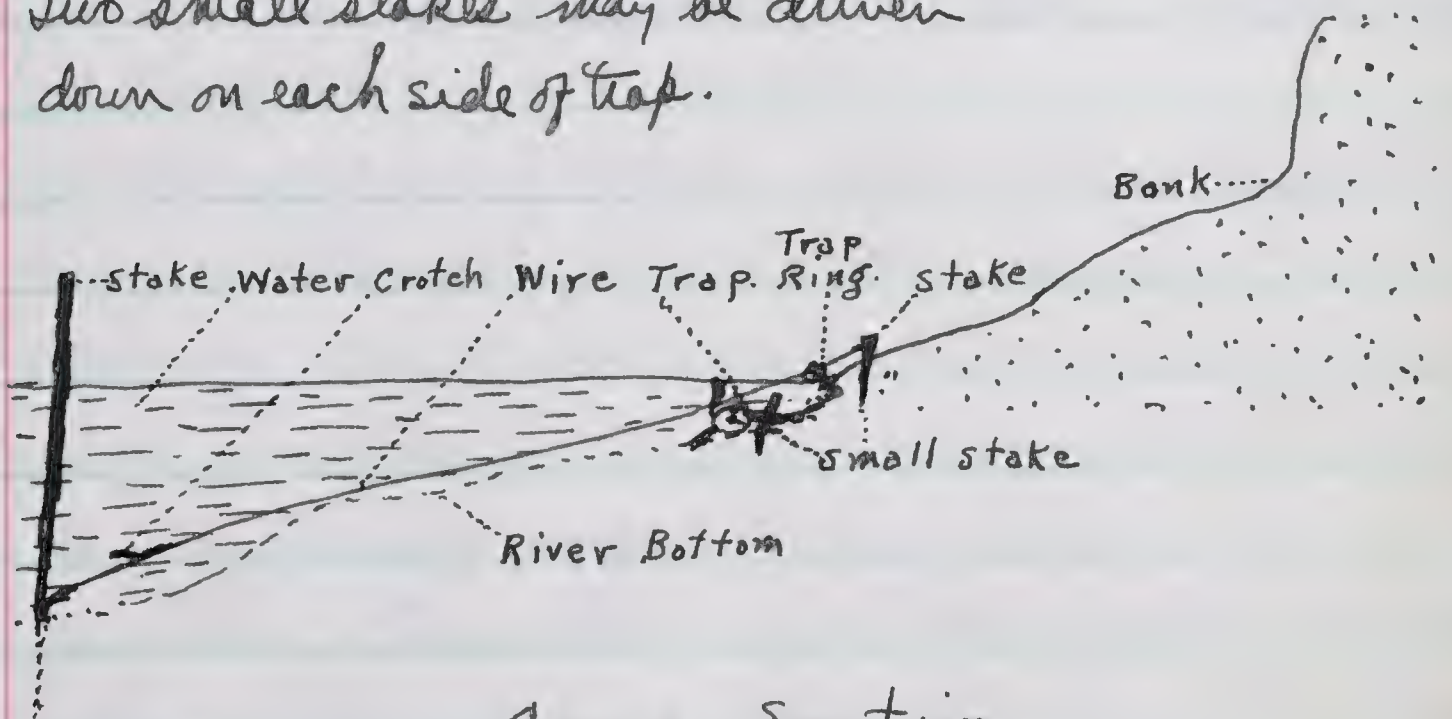 Two small stakes may be driven
down on each side of trap.
Bank
Trap
stake Water Crotch Wire Trap. Ring. stake
small stake
River Bottom